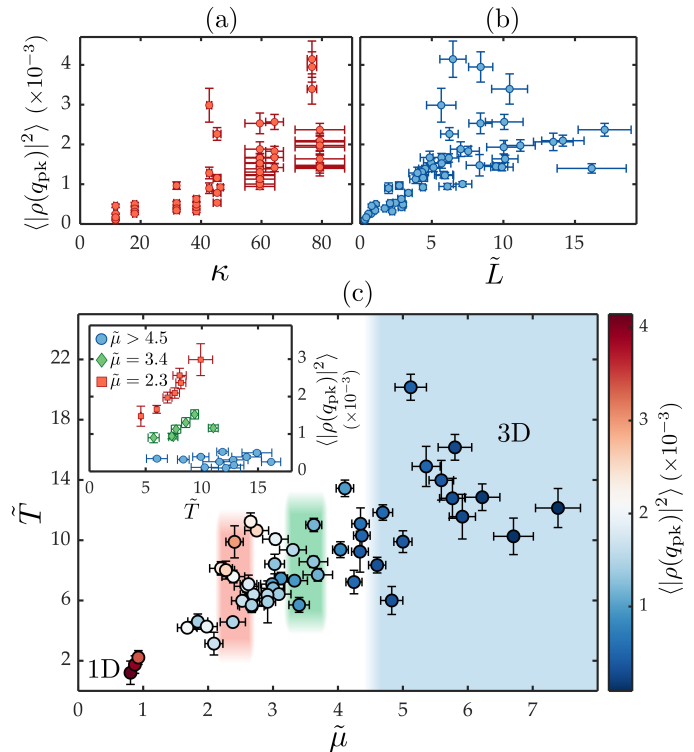 (a)
(b)
⟨|ρ(q_pk)|²⟩ (×10⁻³)
5
4
3
2
1
0
0 20 40 60 80
0 5 10 15
κ
L̃
(c)
T̃
22
18
14
10
6
2
0 1 2 3 4 5 6 7
μ̃
1D
3D
μ̃ > 4.5
μ̃ = 3.4
μ̃ = 2.3
3
2
1
0
0 5 10 15
T̃
⟨|ρ(q_pk)|²⟩
(×10⁻³)
4
3
2
1
⟨|ρ(q_pk)|²⟩ (×10⁻³)